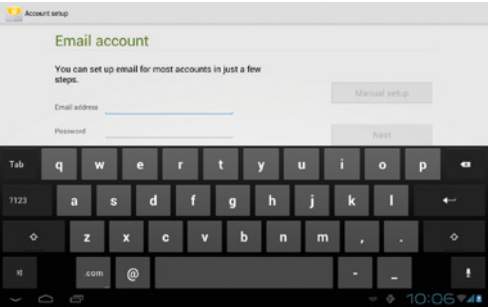 Account setup
Email account
You can set up email for most accounts in just a few
steps.
Manual setup
Email address
Password
Next
Tab q w e r t y u i o p
?123 a s d f g h j k l
z x c v b n m , .
.com @ - _
10:06